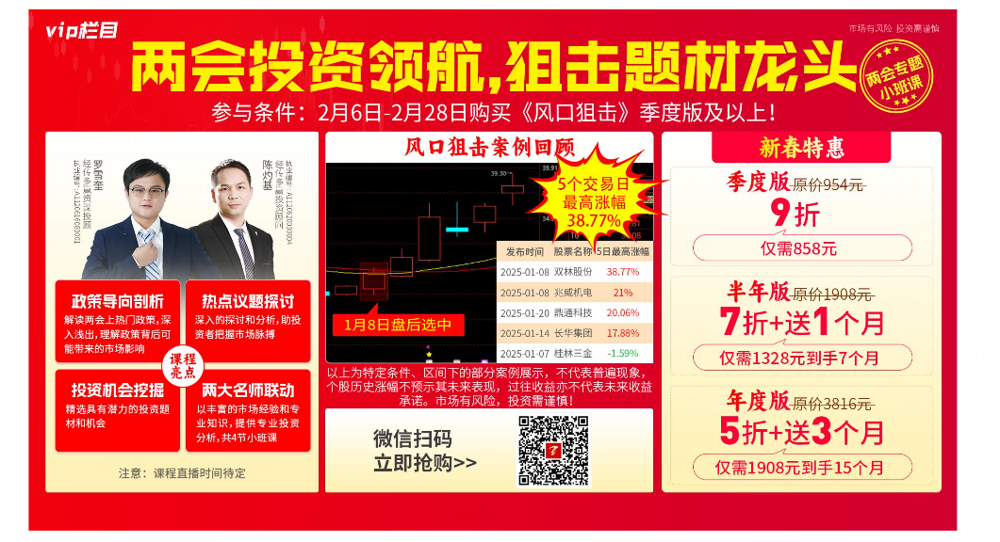 vip栏目
市场有风险 投资需谨慎
两会投资领航,狙击题材龙头
两会专题
小班课
参与条件：2月6日-2月28日购买《风口狙击》季度版及以上！
罗雪奎
经传多赢资深投顾
执业编号:A1120616080001
陈灼基
经传多赢投资顾问
执业编号:A1120620030004
政策导向剖析
解读两会上热门政策,深
入浅出,理解政策背后可
能带来的市场影响
热点议题探讨
深入的探讨和分析,助投
资者把握市场脉搏
课程
亮点
投资机会挖掘
精选具有潜力的投资题
材和机会
两大名师联动
以丰富的市场经验和专
业知识,提供专业投资
分析,共4节小班课
注意：课程直播时间待定
风口狙击案例回顾
39.30
39.91
5个交易日
最高涨幅
38.77%
1月8日盘后选中
发布时间 股票名称 5日最高涨幅
2025-01-08 双林股份 38.77%
2025-01-08 兆威机电 21%
2025-01-20 鼎通科技 20.06%
2025-01-14 长华集团 17.88%
2025-01-07 桂林三金 -1.59%
以上为特定条件、区间下的部分案例展示，不代表普遍现象，
个股历史涨幅不预示其未来表现，过往收益亦不代表未来收益
承诺。市场有风险，投资需谨慎！
微信扫码
立即抢购>>
新春特惠
季度版 原价954元
9折
仅需858元
半年版 原价1908元
7折+送1个月
仅需1328元到手7个月
年度版 原价3816元
5折+送3个月
仅需1908元到手15个月